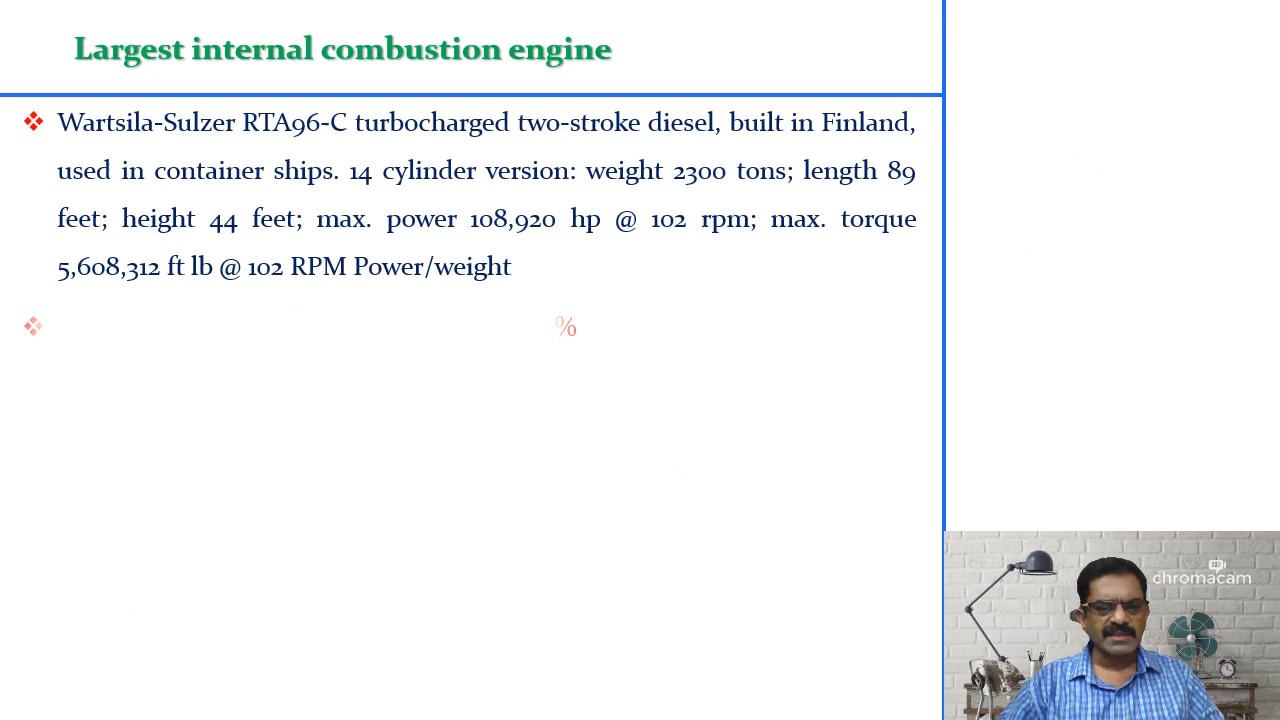 Largest internal combustion engine
Wartsila-Sulzer RTA96-C turbocharged two-stroke diesel, built in Finland,
used in container ships. 14 cylinder version: weight 2300 tons; length 89
feet; height 44 feet; max. power 108,920 hp @ 102 rpm; max. torque
5,608,312 ft lb @ 102 RPM Power/weight
%
chromacam